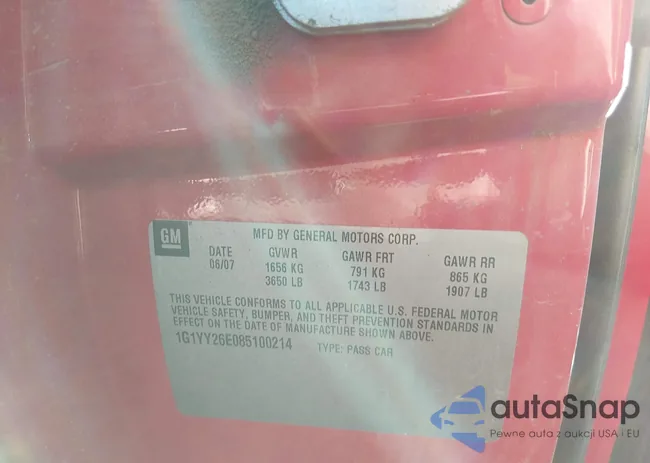 GM
MFD BY GENERAL MOTORS CORP.
DATE GVWR GAWR FRT GAWR RR
06/07 1656 KG 791 KG 865 KG
3650 LB 1743 LB 1907 LB
THIS VEHICLE CONFORMS TO ALL APPLICABLE U.S. FEDERAL MOTOR
VEHICLE SAFETY, BUMPER, AND THEFT PREVENTION STANDARDS IN
EFFECT ON THE DATE OF MANUFACTURE SHOWN ABOVE.
1G1YY26E085100214 TYPE: PASS CAR
autaSnap
Pewne auta z aukcji USA i EU